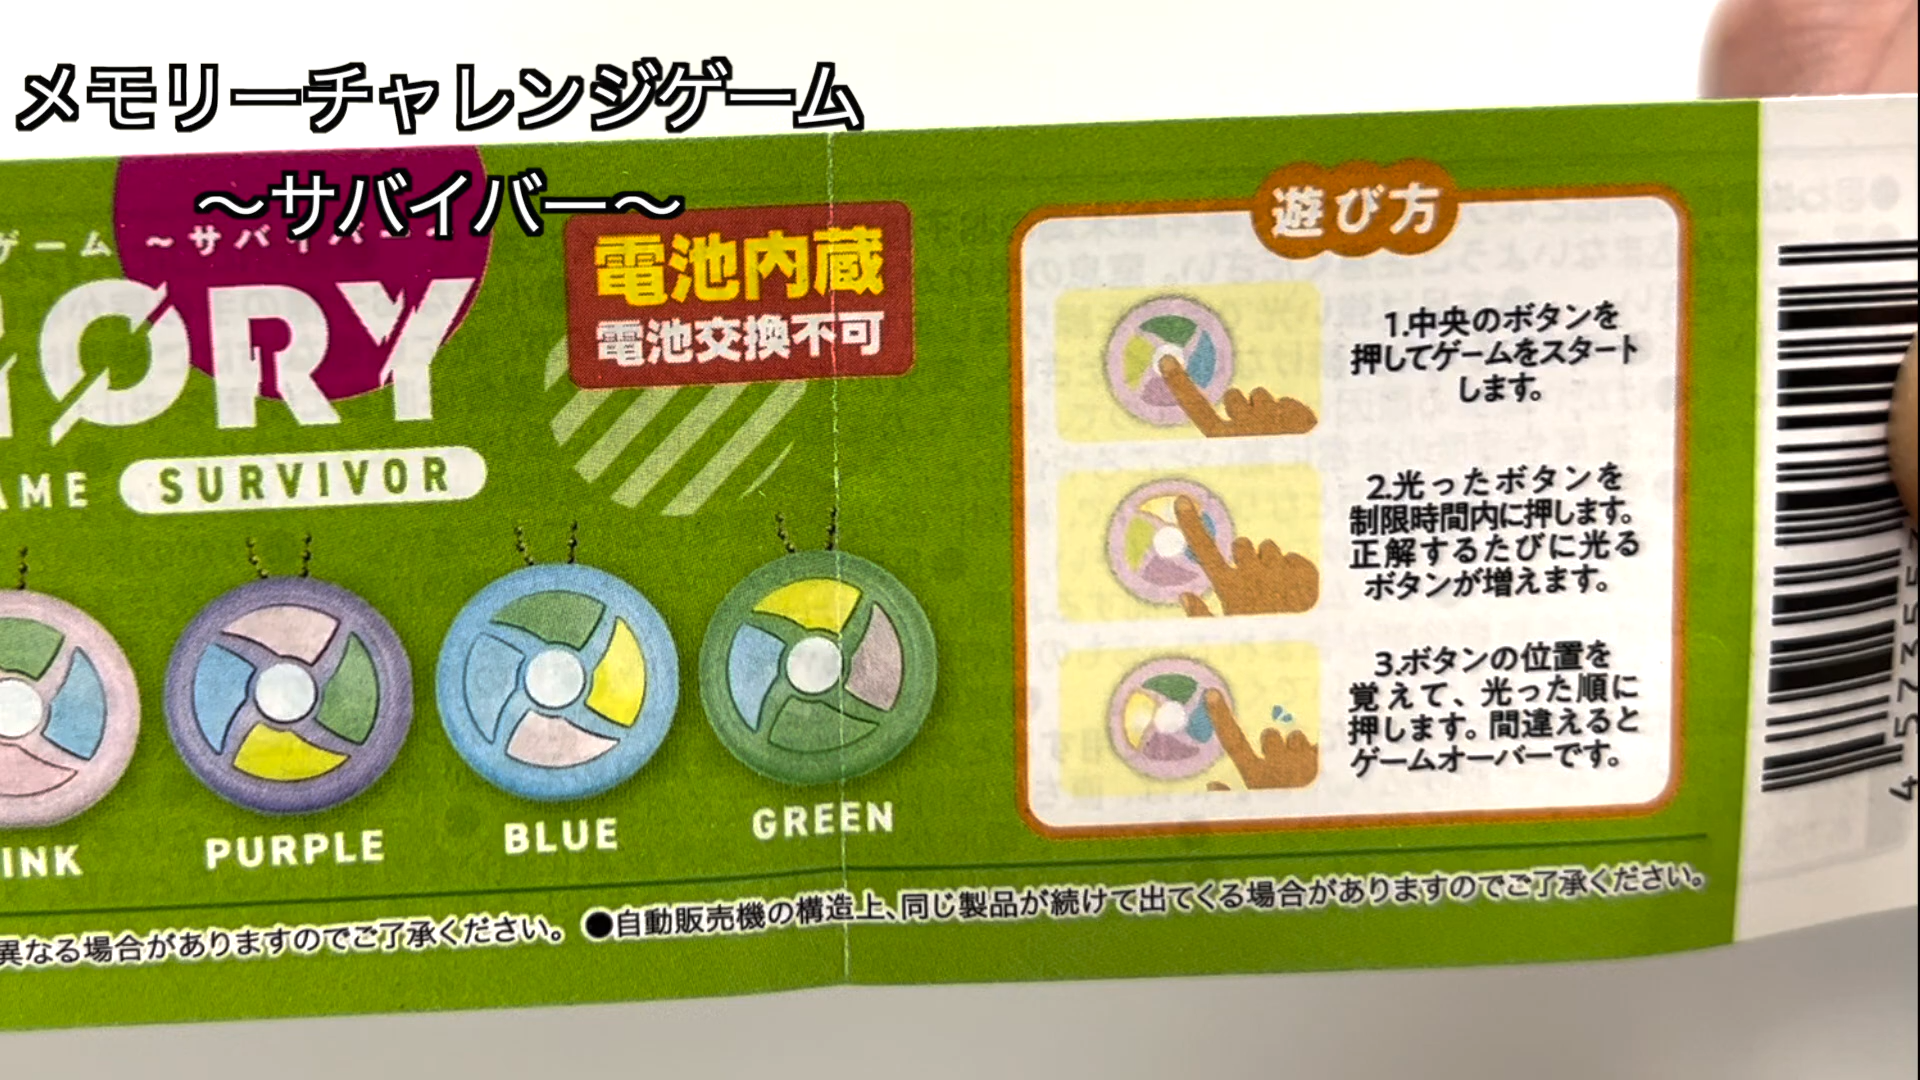 メモリーチャレンジゲーム
～サバイバー～
ゲーム ～サバイバー～
ORY
AME SURVIVOR
電池内蔵
電池交換不可
INK
PURPLE
BLUE
GREEN
遊び方
1.中央のボタンを
押してゲームをスタート
します。
2.光ったボタンを
制限時間内に押します。
正解するたびに光る
ボタンが増えます。
3.ボタンの位置を
覚えて、光った順に
押します。間違えると
ゲームオーバーです。
異なる場合がありますのでご了承ください。 ●自動販売機の構造上、同じ製品が続けて出てくる場合がありますのでご了承ください。